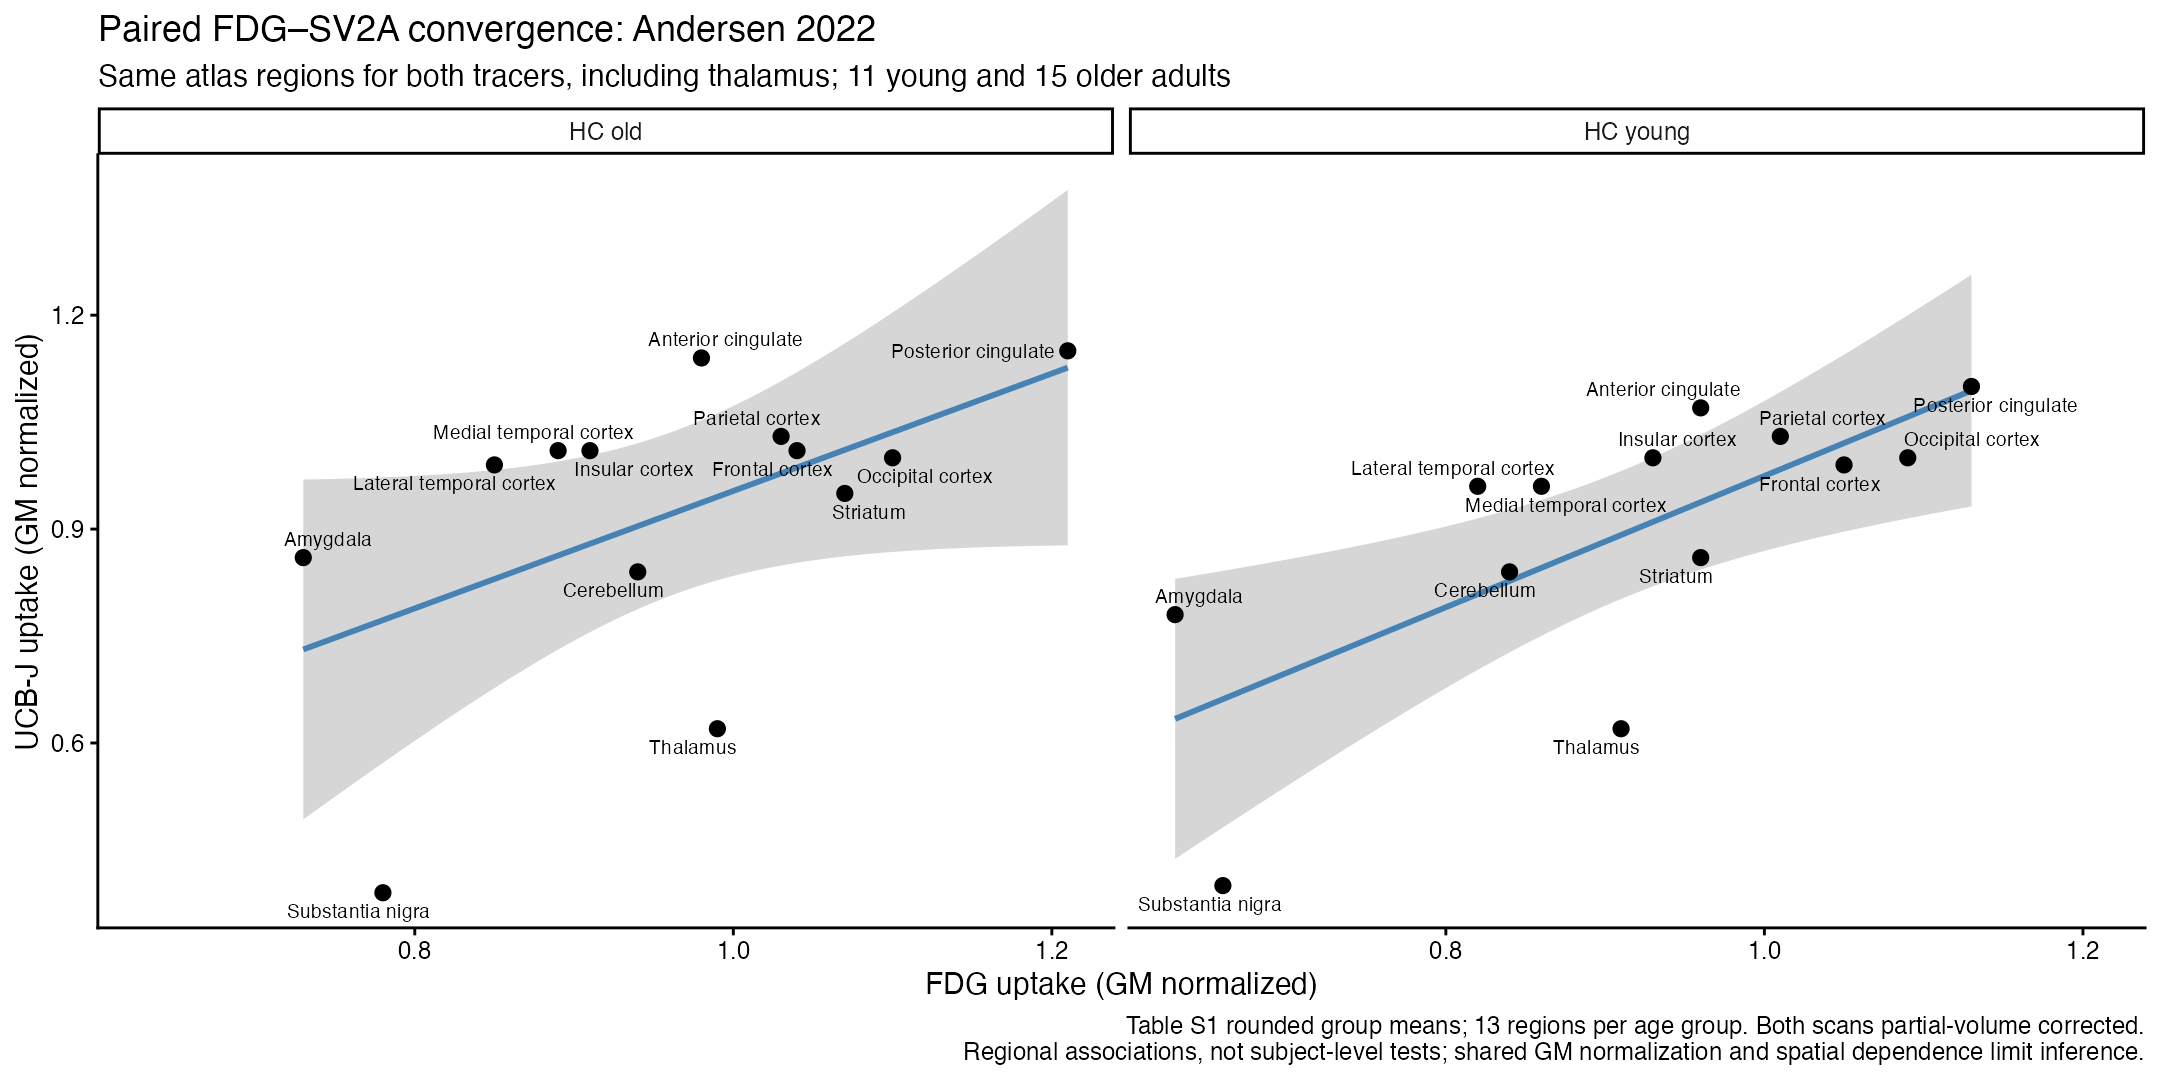 Paired FDG–SV2A convergence: Andersen 2022
Same atlas regions for both tracers, including thalamus; 11 young and 15 older adults
HC old
HC young
UCB-J uptake (GM normalized)
1.2
0.9
0.6
Anterior cingulate
Posterior cingulate
Parietal cortex
Medial temporal cortex
Insular cortex
Frontal cortex
Lateral temporal cortex
Occipital cortex
Striatum
Amygdala
Cerebellum
Thalamus
Substantia nigra
Anterior cingulate
Posterior cingulate
Parietal cortex
Insular cortex
Occipital cortex
Lateral temporal cortex
Frontal cortex
Medial temporal cortex
Striatum
Cerebellum
Amygdala
Thalamus
Substantia nigra
0.8
1.0
1.2
0.8
1.0
1.2
FDG uptake (GM normalized)
Table S1 rounded group means; 13 regions per age group. Both scans partial-volume corrected.
Regional associations, not subject-level tests; shared GM normalization and spatial dependence limit inference.